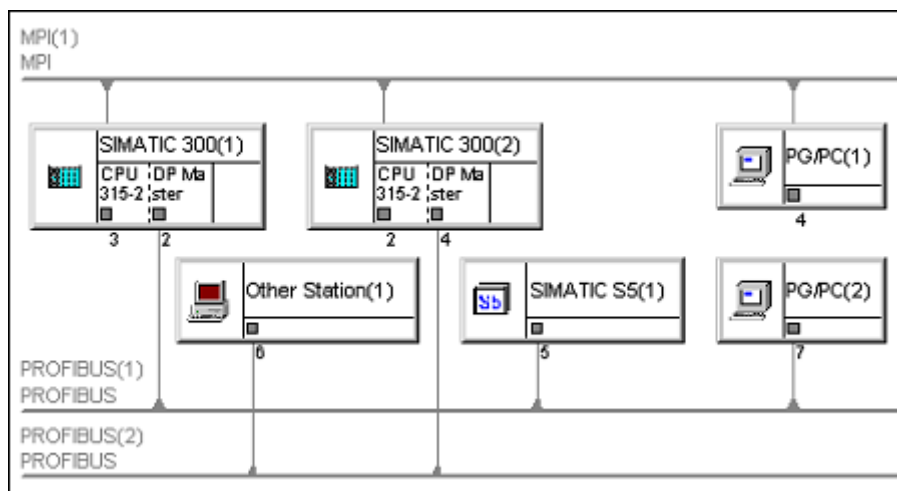 MPI(1)
MPI
SIMATIC 300(1)
CPU 315-2
DP Ma ster
3
2
SIMATIC 300(2)
CPU 315-2
DP Ma ster
2
4
PG/PC(1)
4
Other Station(1)
6
S5
SIMATIC S5(1)
5
PG/PC(2)
7
PROFIBUS(1)
PROFIBUS
PROFIBUS(2)
PROFIBUS